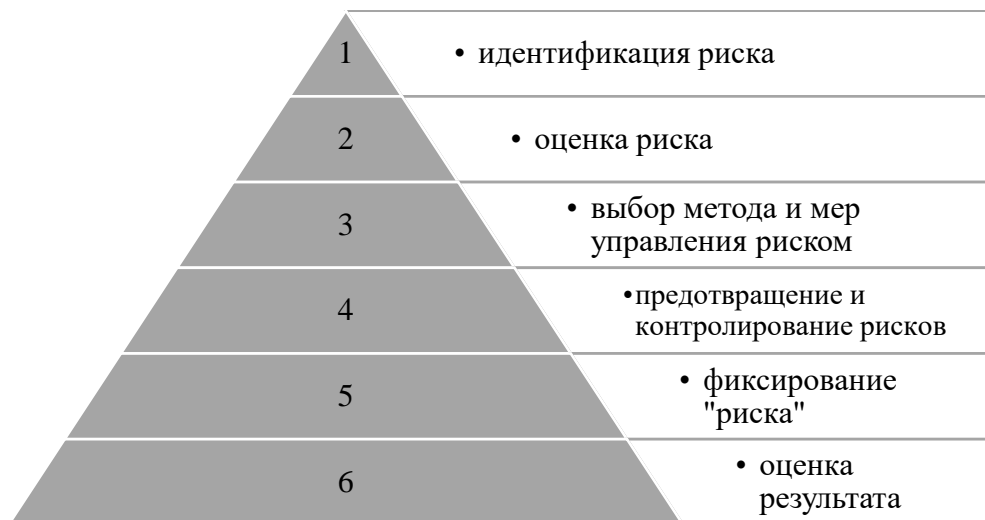 1
• идентификация риска
2
• оценка риска
3
• выбор метода и мер
управления риском
4
•предотвращение и
контролирование рисков
5
• фиксирование
"риска"
6
• оценка
результата